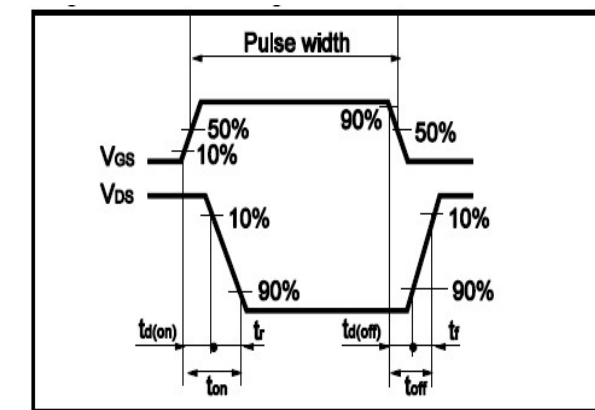 Pulse width
90%
50%
50%
VGS
10%
VDS
10%
10%
90%
90%
td(on)
tr
td(off)
tf
ton
toff